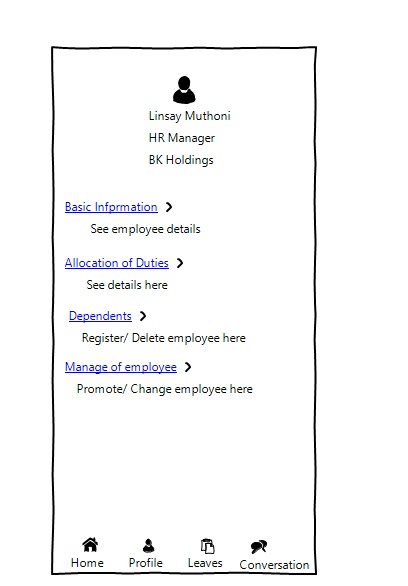 Linsay Muthoni
HR Manager
BK Holdings
Basic Infprmation
See employee details
Allocation of Duties
See details here
Dependents
Register/ Delete employee here
Manage of employee
Promote/ Change employee here
Home Profile Leaves Conversation